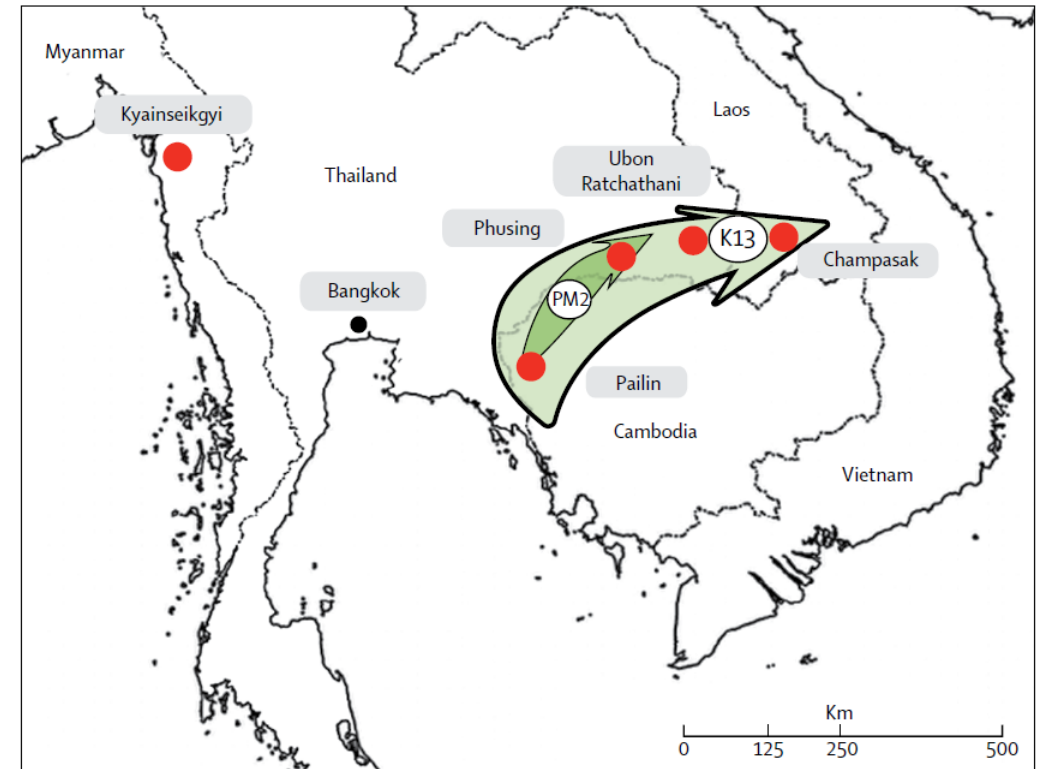 Myanmar
Kyainseikgyi
Laos
Ubon
Ratchathani
Thailand
Phusing
K13
Champasak
Bangkok
PM2
Pailin
Cambodia
Vietnam
Km
0 125 250 500